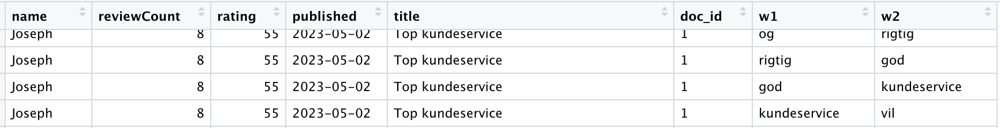 name reviewCount rating published title doc_id w1 w2
Joseph 8 55 2023-05-02 Top kundeservice 1 og rigtig
Joseph 8 55 2023-05-02 Top kundeservice 1 rigtig god
Joseph 8 55 2023-05-02 Top kundeservice 1 god kundeservice
Joseph 8 55 2023-05-02 Top kundeservice 1 kundeservice vil